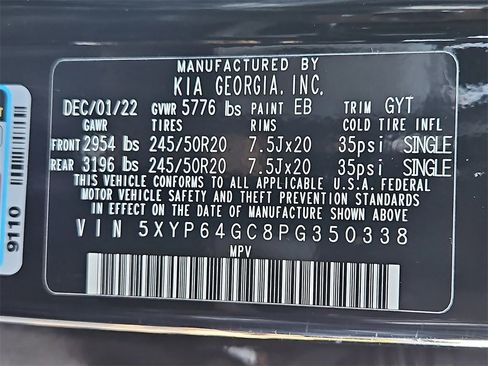 MANUFACTURED BY
KIA GEORGIA, INC.
DEC/01/22 GVWR 5776 lbs PAINT EB TRIM GYT
GAWR TIRES RIMS COLD TIRE INFL
FRONT 2954 lbs 245/50R20 7.5Jx20 35psi SINGLE
REAR 3196 lbs 245/50R20 7.5Jx20 35psi SINGLE
THIS VEHICLE CONFORMS TO ALL APPLICABLE U.S.A. FEDERAL
MOTOR VEHICLE SAFETY AND THEFT PREVENTION STANDARDS
IN EFFECT ON THE DATE OF MANUFACTURE SHOWN ABOVE.
VIN 5XYP64GC8PG350338
MPV
9110